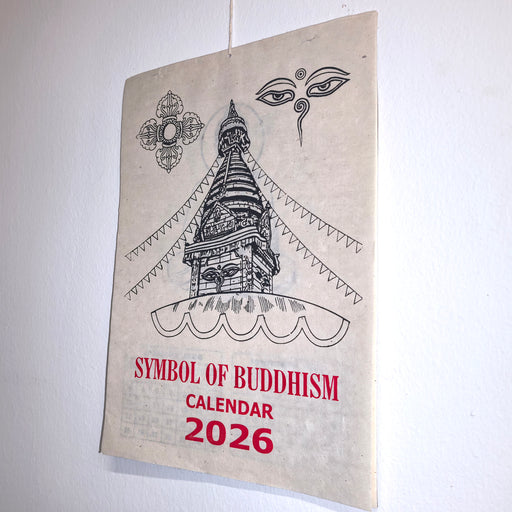 SYMBOL OF BUDDHISM
CALENDAR
2026